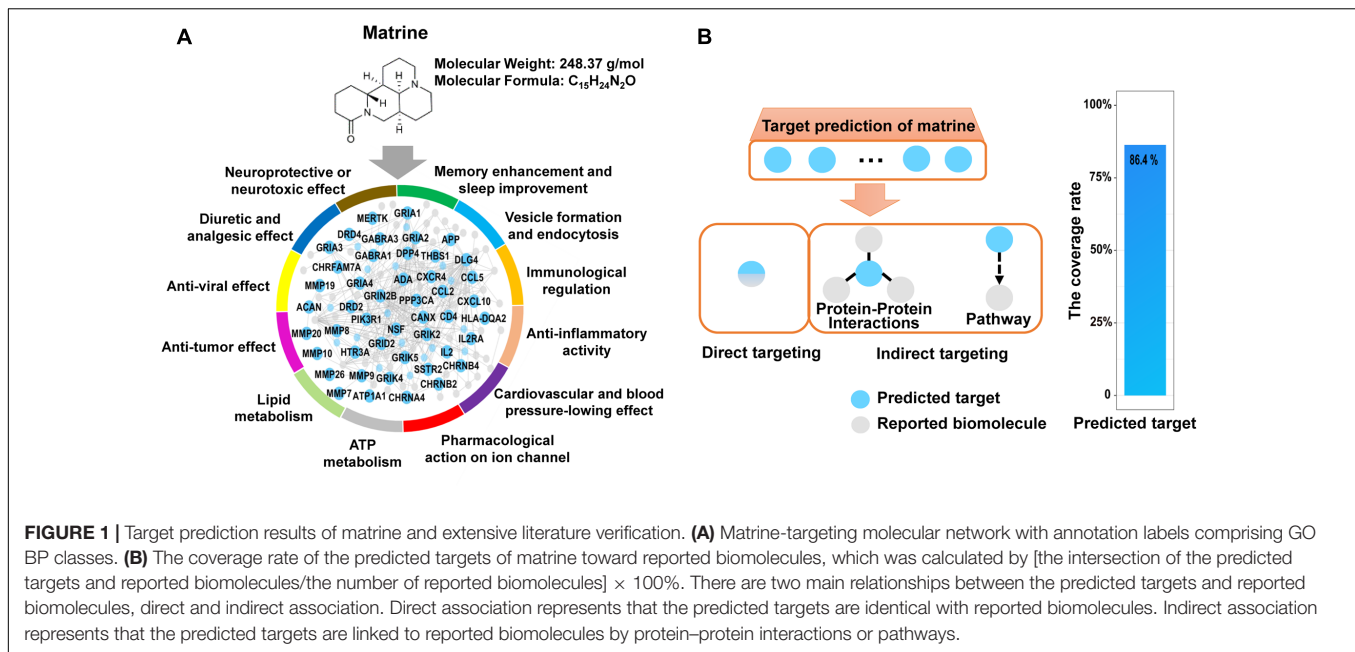 A
Matrine
Molecular Weight: 248.37 g/mol
Molecular Formula: C₁₅H₂₄N₂O
H
H
N
H
N
H
O
Neuroprotective or
neurotoxic effect
Memory enhancement and
sleep improvement
Diuretic and
analgesic effect
Vesicle formation
and endocytosis
Anti-viral effect
Immunological
regulation
Anti-tumor effect
Anti-inflammatory
activity
Lipid
metabolism
Cardiovascular and blood
pressure-lowering effect
ATP
metabolism
Pharmacological
action on ion channel
MERTK
GRIA1
DRD4
GABRA3
GRIA2
APP
GRIA3
GABRA1
DPP4
THBS1
DLG4
CHRFAM7A
ADA
CXCR4
CCL5
MMP19
GRIA4
GRIN2B
CCL2
CXCL10
PPP3CA
ACAN
DRD2
PIK3R1
CANX
CD4
HLA-DQA2
NSF
MMP20
MMP8
GRID2
GRIK2
IL2RA
MMP10
HTR3A
GRIK5
IL2
CHRNB4
SSTR2
MMP26
MMP9
GRIK4
CHRNB2
MMP7
ATP1A1
CHRNA4
B
Target prediction of matrine
...
Protein-Protein
Interactions
Pathway
Direct targeting
Indirect targeting
Predicted target
Reported biomolecule
The coverage rate
100%
75%
50%
25%
0
86.4 %
Predicted target
FIGURE 1 | Target prediction results of matrine and extensive literature verification. (A) Matrine-targeting molecular network with annotation labels comprising GO
BP classes. (B) The coverage rate of the predicted targets of matrine toward reported biomolecules, which was calculated by [the intersection of the predicted
targets and reported biomolecules/the number of reported biomolecules] × 100%. There are two main relationships between the predicted targets and reported
biomolecules, direct and indirect association. Direct association represents that the predicted targets are identical with reported biomolecules. Indirect association
represents that the predicted targets are linked to reported biomolecules by protein–protein interactions or pathways.